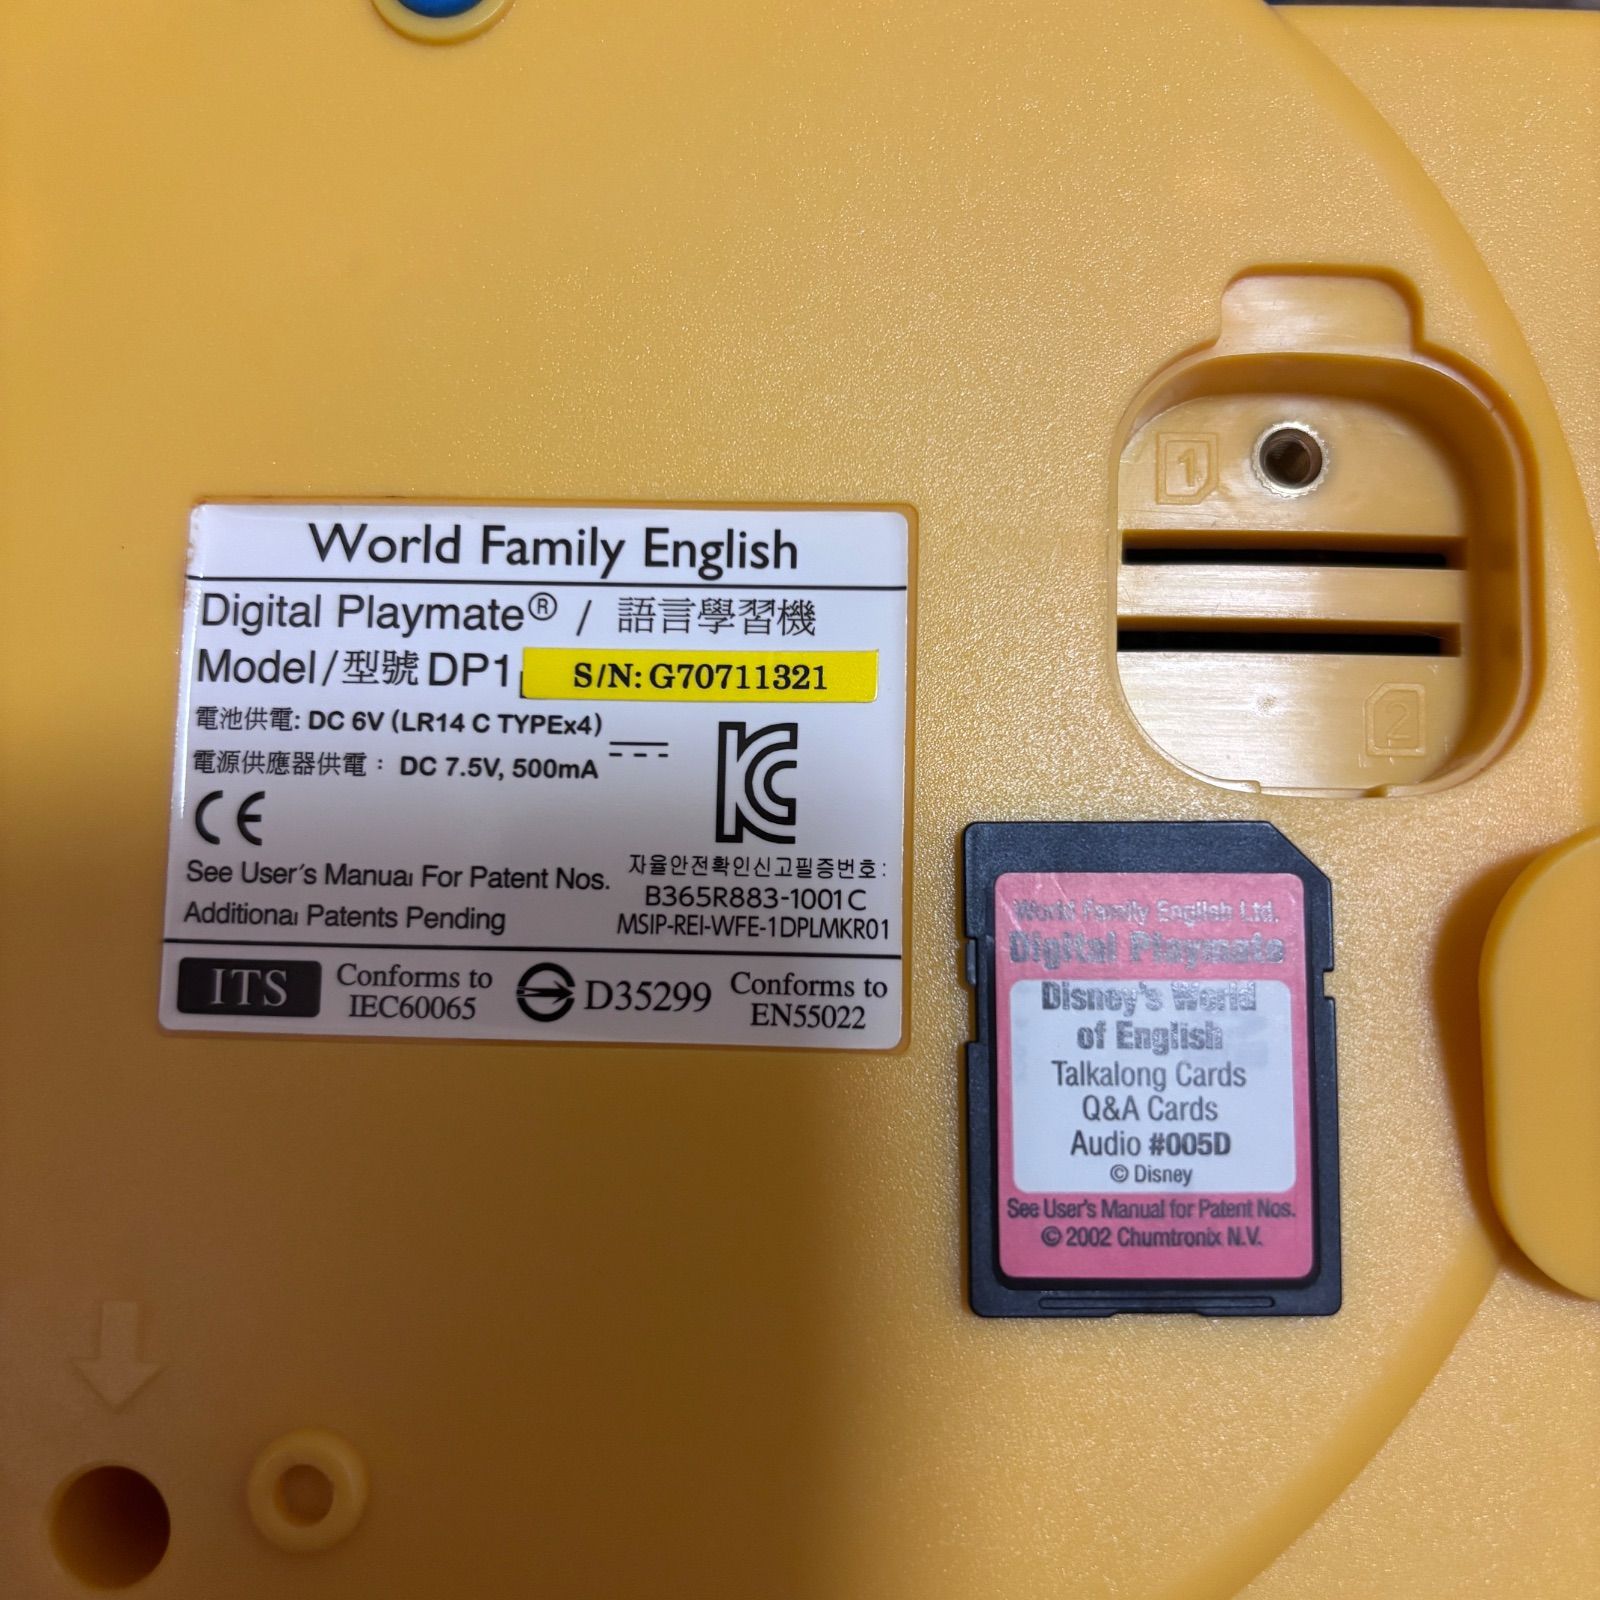 World Family English
Digital Playmate® / 語言學習機
Model/型號 DP1
S/N: G70711321
電池供電: DC 6V (LR14 C TYPEx4)
電源供應器供電: DC 7.5V, 500mA
CE
See User's Manual For Patent Nos.
Additional Patents Pending
자율안전확인신고필증번호:
B365R883-1001C
MSIP-REI-WFE-1DPLMKR01
ITS
Conforms to
IEC60065
D35299
Conforms to
EN55022
1
2
World Family English Ltd.
Digital Playmate
Disney's World
of English
Talkalong Cards
Q&A Cards
Audio #005D
© Disney
See User's Manual for Patent Nos.
© 2002 Chumtronix N.V.